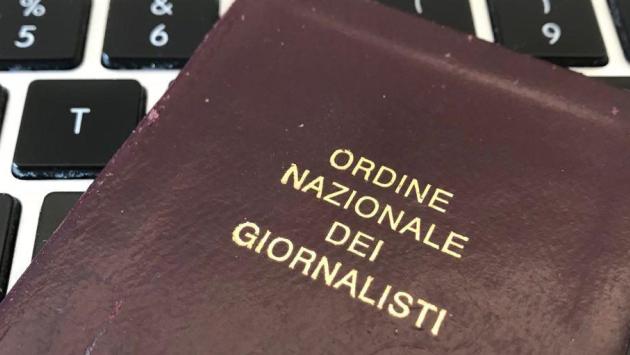 %
5
&
6
)
9
T
ORDINE
NAZIONALE
DEI
GIORNALISTI